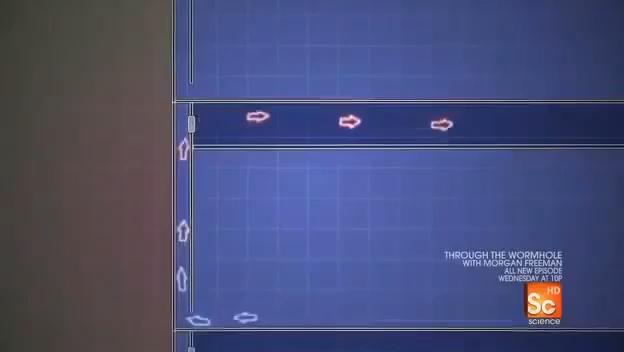 THROUGH THE WORMHOLE
WITH MORGAN FREEMAN
ALL NEW EPISODE
WEDNESDAY AT 10P
HD
Sc
science